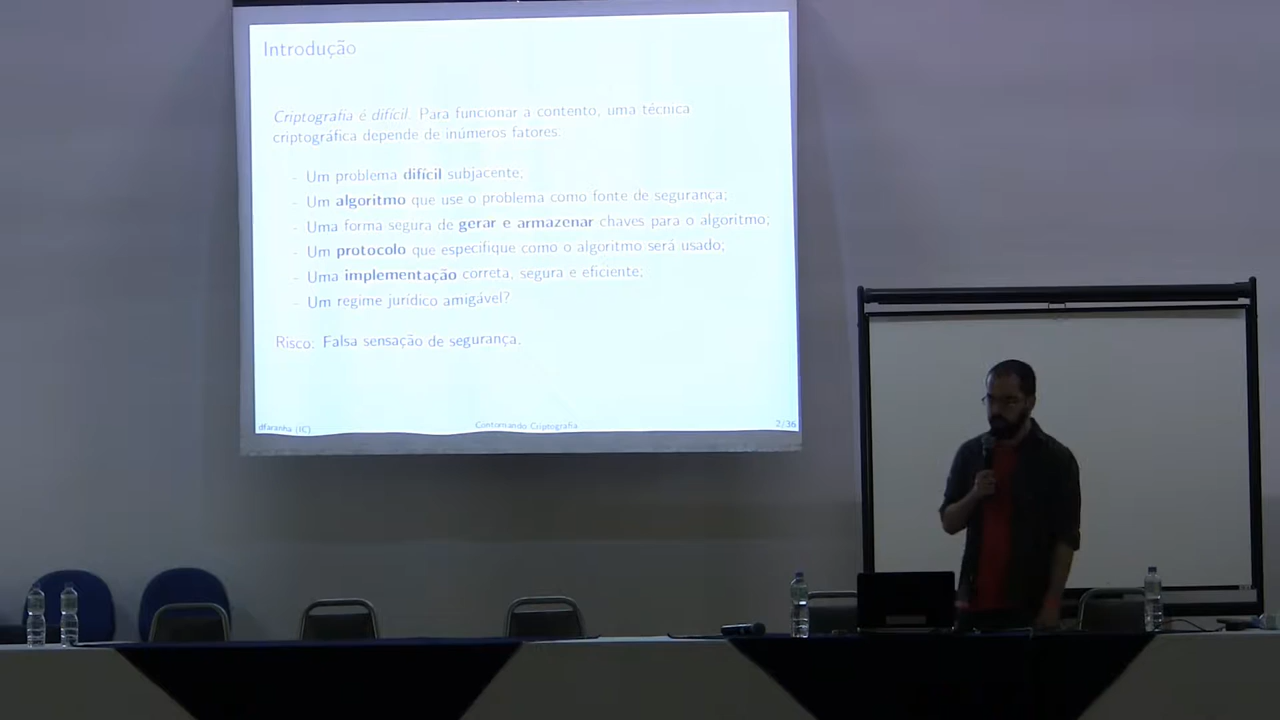 Introdução
Criptografia é difícil. Para funcionar a contento, uma técnica
criptográfica depende de inúmeros fatores:
- Um problema difícil subjacente;
- Um algoritmo que use o problema como fonte de segurança;
- Uma forma segura de gerar e armazenar chaves para o algoritmo;
- Um protocolo que especifique como o algoritmo será usado;
- Uma implementação correta, segura e eficiente;
- Um regime jurídico amigável?
Risco: Falsa sensação de segurança.
dfaranha (IC)
Contornando Criptografia
2/36